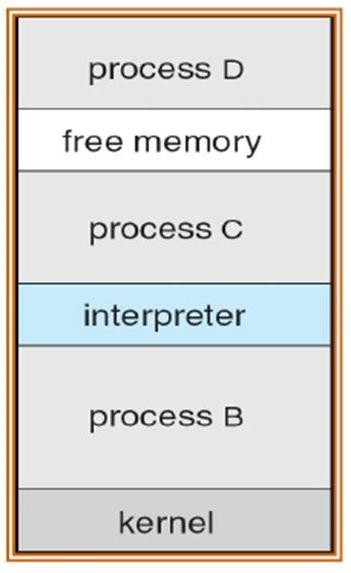 process D
free memory
process C
interpreter
process B
kernel